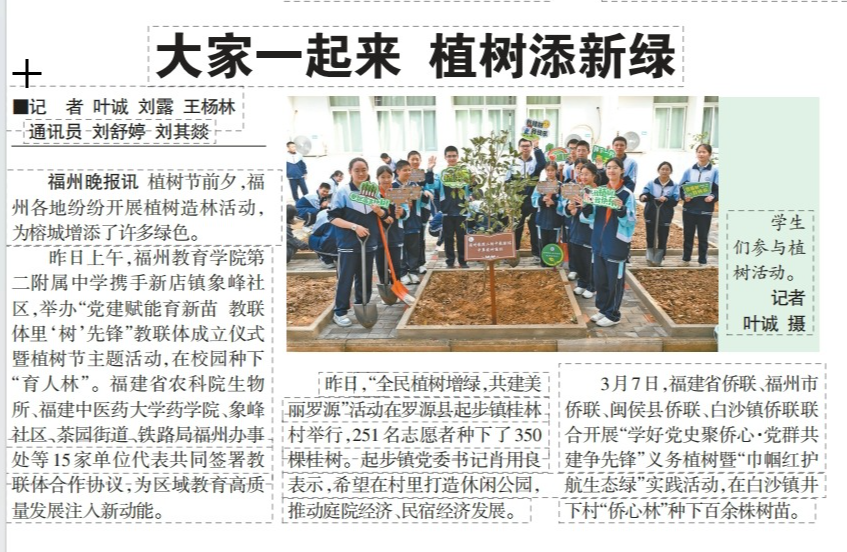 大家一起来 植树添新绿
■记 者 叶诚 刘露 王杨林
通讯员 刘舒婷 刘其燚
福州晚报讯 植树节前夕,福
州各地纷纷开展植树造林活动,
为榕城增添了许多绿色。
昨日上午,福州教育学院第
二附属中学携手新店镇象峰社
区,举办“党建赋能育新苗 教联
体里‘树’先锋”教联体成立仪式
暨植树节主题活动,在校园种下
“育人林”。福建省农科院生物
所、福建中医药大学药学院、象峰
社区、茶园街道、铁路局福州办事
处等15家单位代表共同签署教
联体合作协议,为区域教育高质
量发展注入新动能。
学生
们参与植
树活动。
记者
叶诚 摄
昨日,“全民植树增绿,共建美
丽罗源”活动在罗源县起步镇桂林
村举行,251名志愿者种下了350
棵桂树。起步镇党委书记肖用良
表示,希望在村里打造休闲公园,
推动庭院经济、民宿经济发展。
3月7日,福建省侨联、福州市
侨联、闽侯县侨联、白沙镇侨联联
合开展“学好党史聚侨心·党群共
建争先锋”义务植树暨“巾帼红护
航生态绿”实践活动,在白沙镇井
下村“侨心林”种下百余株树苗。